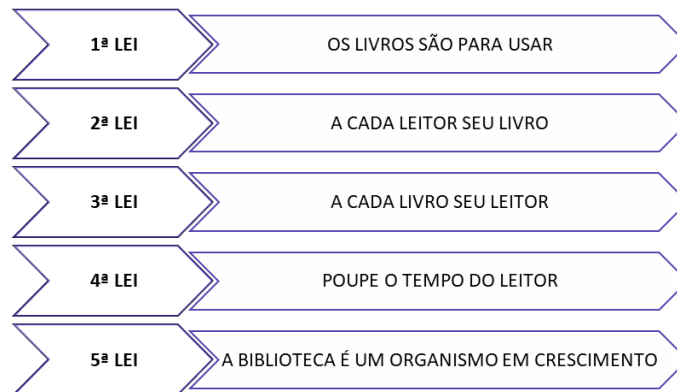 1ª LEI OS LIVROS SÃO PARA USAR
2ª LEI A CADA LEITOR SEU LIVRO
3ª LEI A CADA LIVRO SEU LEITOR
4ª LEI POUPE O TEMPO DO LEITOR
5ª LEI A BIBLIOTECA É UM ORGANISMO EM CRESCIMENTO